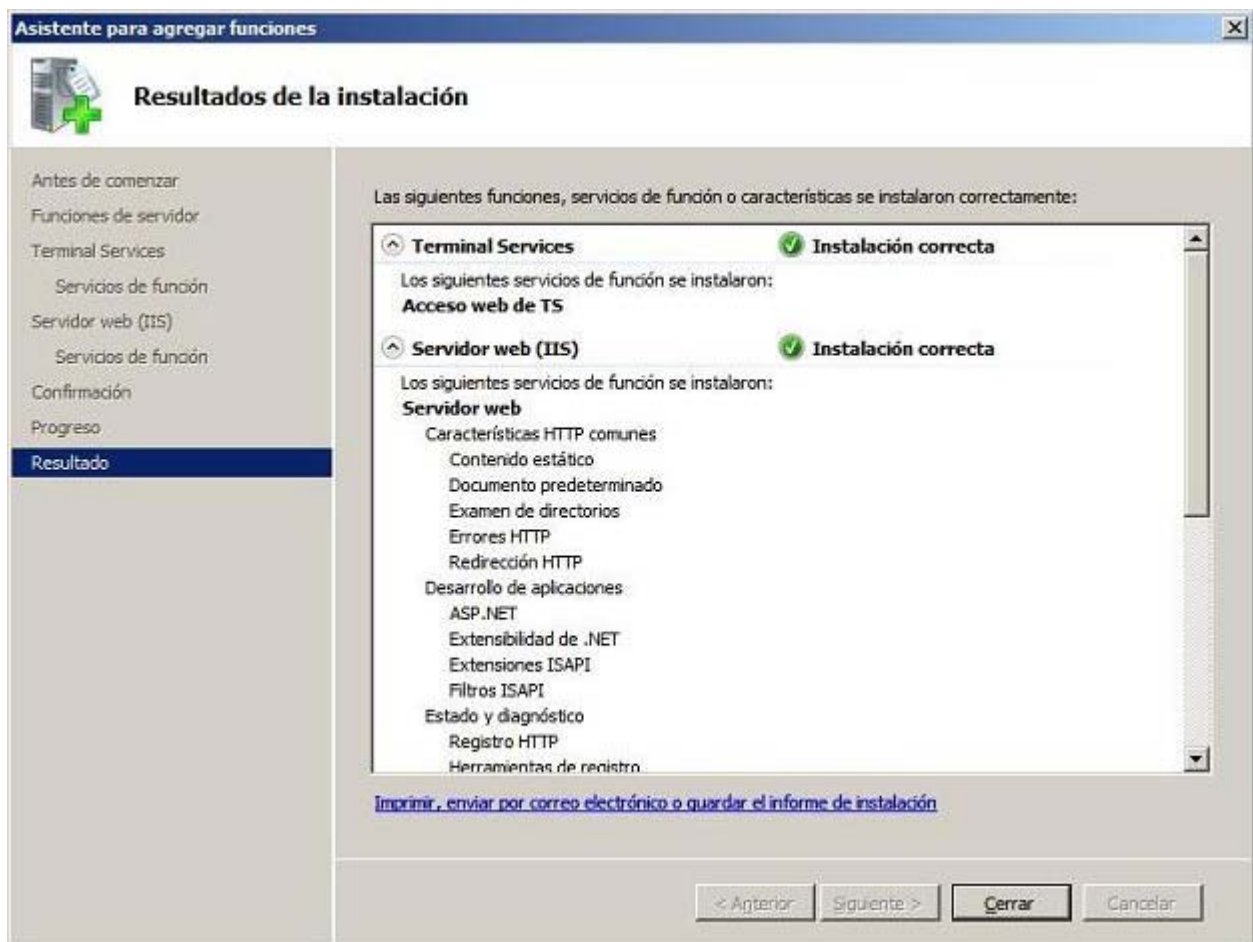 Asistente para agregar funciones
Resultados de la instalación
Antes de comenzar
Funciones de servidor
Terminal Services
Servicios de función
Servidor web (IIS)
Servicios de función
Confirmación
Progreso
Resultado
Las siguientes funciones, servicios de función o características se instalaron correctamente:
Terminal Services Instalación correcta
Los siguientes servicios de función se instalaron:
Acceso web de TS
Servidor web (IIS) Instalación correcta
Los siguientes servicios de función se instalaron:
Servidor web
Características HTTP comunes
Contenido estático
Documento predeterminado
Examen de directorios
Errores HTTP
Redirección HTTP
Desarrollo de aplicaciones
ASP.NET
Extensibilidad de .NET
Extensiones ISAPI
Filtros ISAPI
Estado y diagnóstico
Registro HTTP
Herramientas de registro
Imprimir, enviar por correo electrónico o guardar el informe de instalación
< Anterior Siguiente > Cerrar Cancelar